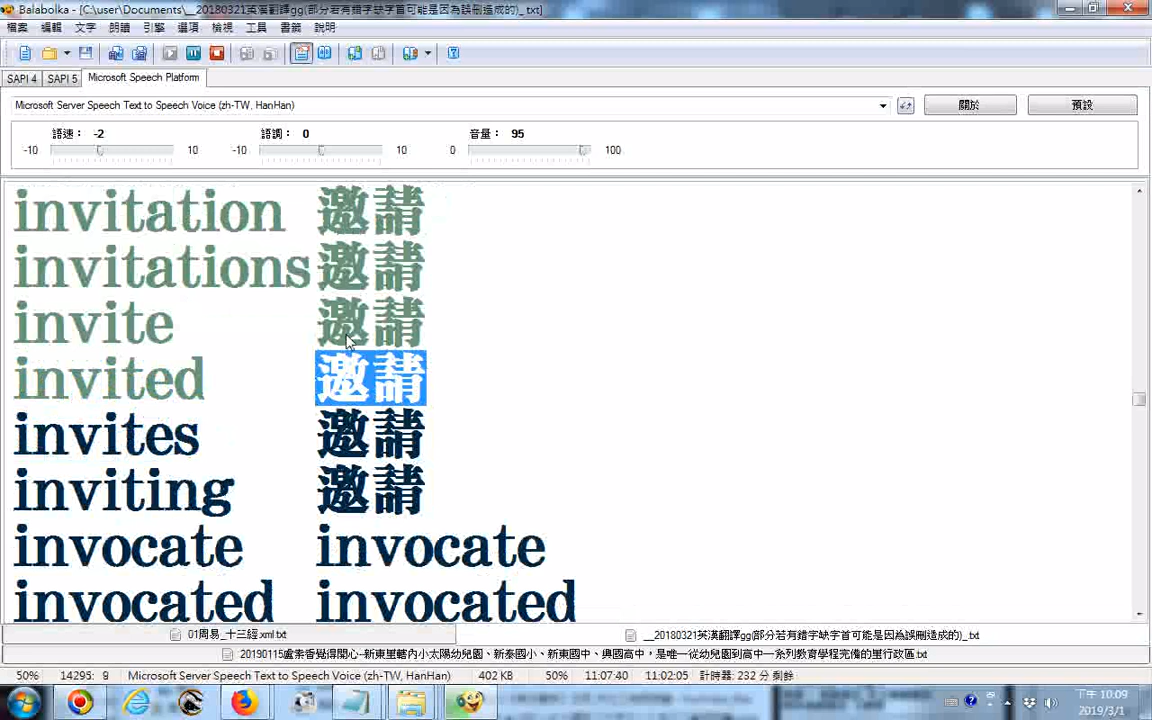 Balabolka - [C:\user\Documents\__20180321英漢翻譯gg(部分若有錯字缺字首可能是因為誤刪造成的)_.txt]
檔案 編輯 文字 朗讀 引擎 選項 檢視 工具 書籤 說明
SAPI 4 SAPI 5 Microsoft Speech Platform
Microsoft Server Speech Text to Speech Voice (zh-TW, HanHan) 關於 預設
語速： -2 語調： 0 音量： 95
-10 10 -10 10 0 100
invitation 邀請
invitations 邀請
invite 邀請
invited 邀請
invites 邀請
inviting 邀請
invocate invocate
invocated invocated
01周易_十三經.xml.txt __20180321英漢翻譯gg(部分若有錯字缺字首可能是因為誤刪造成的)_.txt
20190115盧素香覺得開心-新東里轄內小太陽幼兒園、新泰國小、新東國中、興國高中，是唯一從幼兒園到高中一系列教育學程完備的里行政區.txt
50% 14295: 9 Microsoft Server Speech Text to Speech Voice (zh-TW, HanHan) 402 KB 50% 11:07:40 11:02:05 計時器: 232 分 剩餘
下午 10:09
2019/3/1